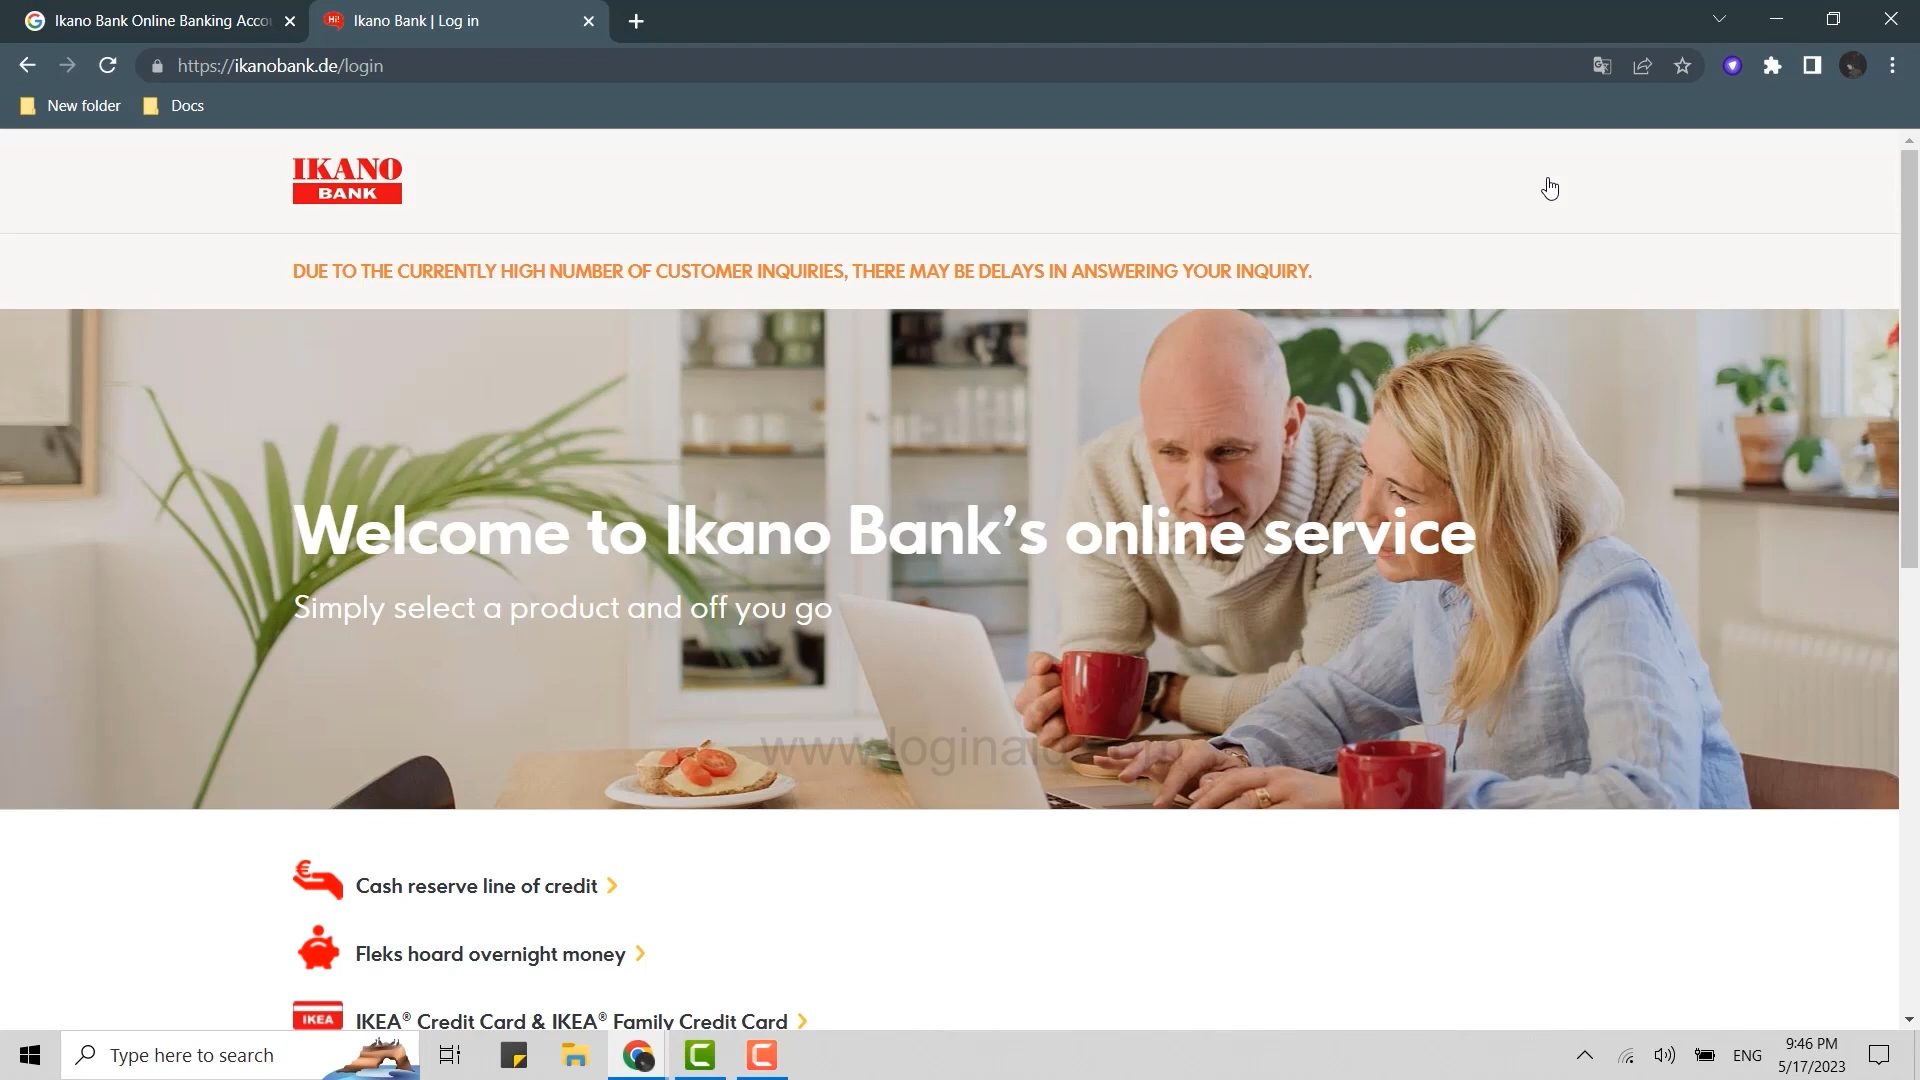 Ikano Bank Online Banking Acco
Ikano Bank | Log in
https://ikanobank.de/login
New folder
Docs
IKANO
BANK
DUE TO THE CURRENTLY HIGH NUMBER OF CUSTOMER INQUIRIES, THERE MAY BE DELAYS IN ANSWERING YOUR INQUIRY.
Welcome to Ikano Bank's online service
Simply select a product and off you go
Cash reserve line of credit
Fleks hoard overnight money
IKEA
IKEA® Credit Card & IKEA® Family Credit Card
Type here to search
ENG
9:46 PM
5/17/2023